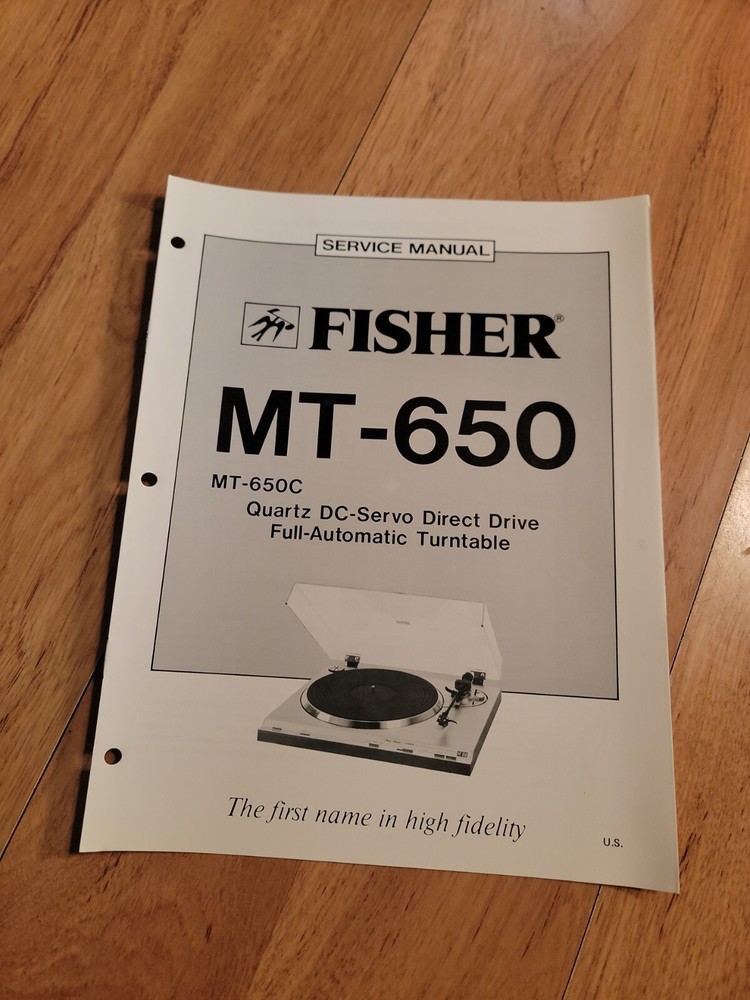 SERVICE MANUAL
FISHER®
MT-650
MT-650C
Quartz DC-Servo Direct Drive
Full-Automatic Turntable
The first name in high fidelity
U.S.